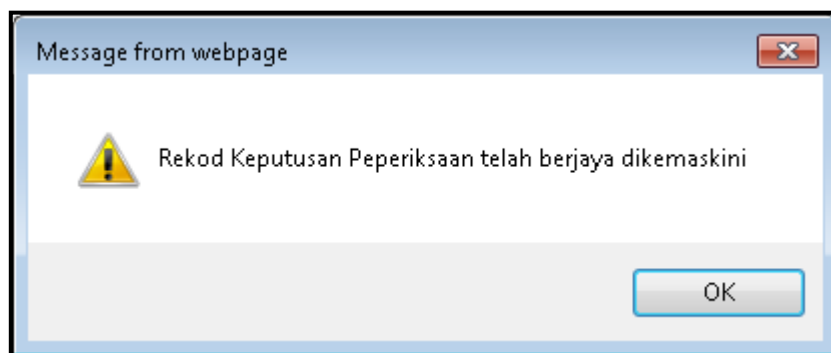 Message from webpage
Rekod Keputusan Peperiksaan telah berjaya dikemaskini
OK